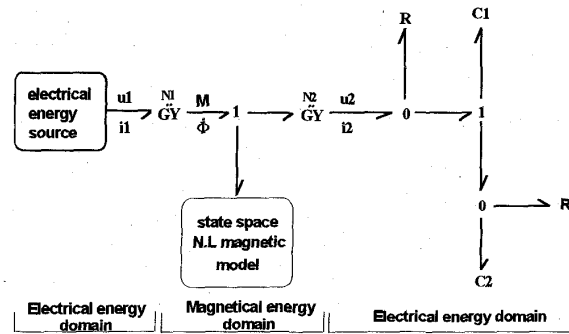 R
C1
electrical
energy
source
u1
i1
N1
GY
M
Φ
1
N2
GY
u2
i2
0
1
state space
N.L magnetic
model
0
R
C2
Electrical energy
domain
Magnetical energy
domain
Electrical energy domain